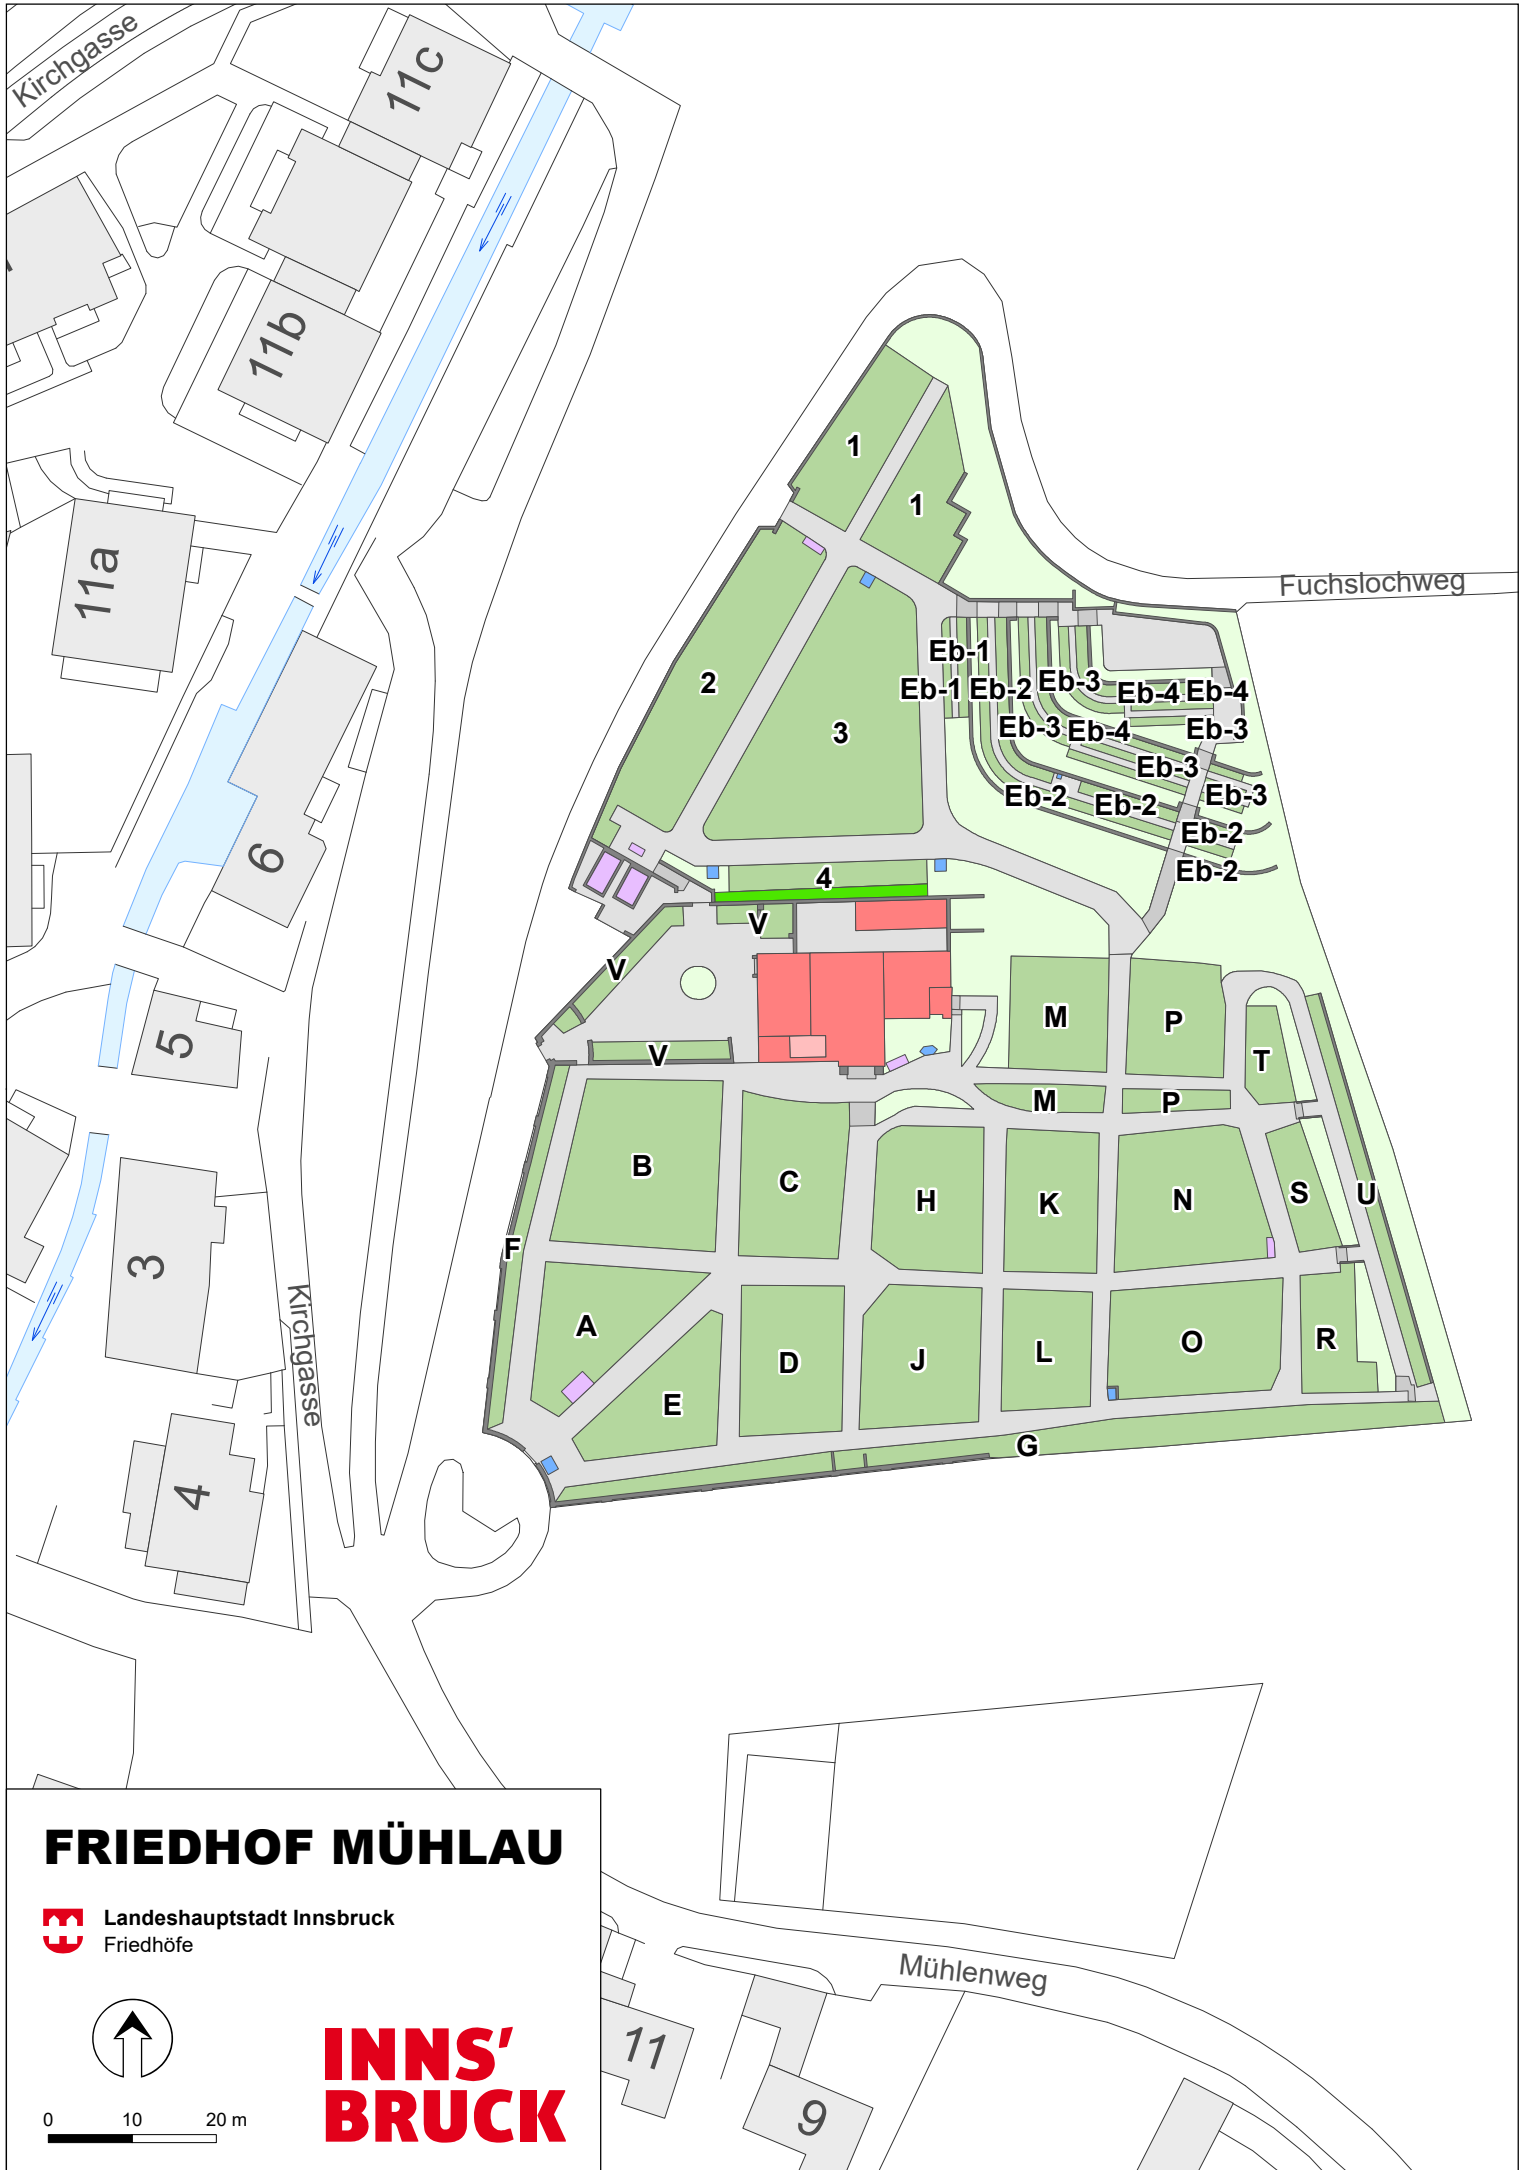 Kirchgasse
11c
11b
11a
6
5
3
4
Kirchgasse
Fuchslochweg
1
1
2
3
Eb-1
Eb-1
Eb-2
Eb-3
Eb-4
Eb-4
Eb-3
Eb-4
Eb-3
Eb-3
Eb-3
Eb-2
Eb-2
Eb-2
Eb-2
4
V
V
V
M
P
T
M
P
B
C
H
K
N
S
U
F
A
D
J
L
O
R
E
G
FRIEDHOF MÜHLAU
Landeshauptstadt Innsbruck
Friedhöfe
0 10 20 m
INNS'
BRUCK
Mühlenweg
11
9